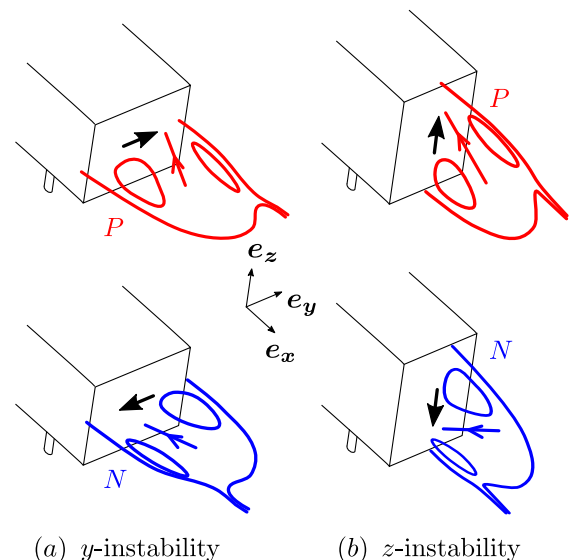 P
P
e_z
e_y
e_x
N
N
(a) y-instability
(b) z-instability